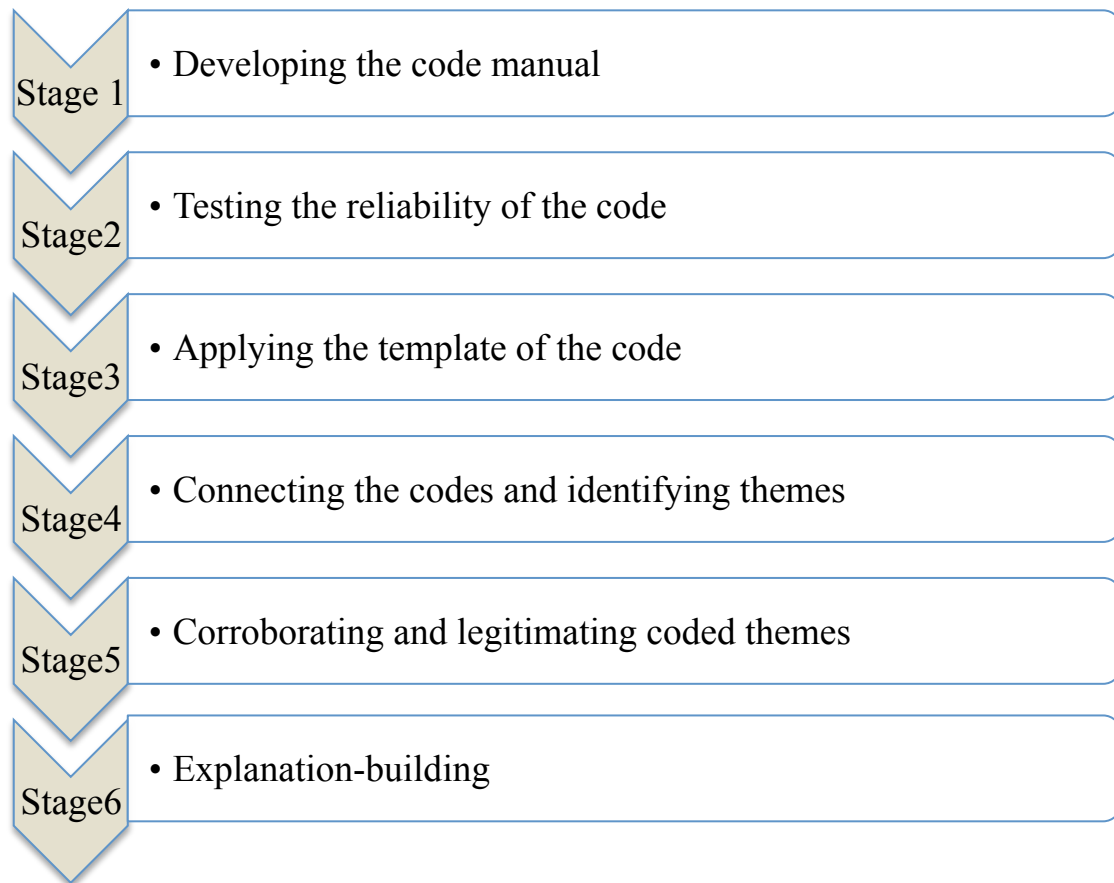 Stage 1
• Developing the code manual
Stage2
• Testing the reliability of the code
Stage3
• Applying the template of the code
Stage4
• Connecting the codes and identifying themes
Stage5
• Corroborating and legitimating coded themes
Stage6
• Explanation-building